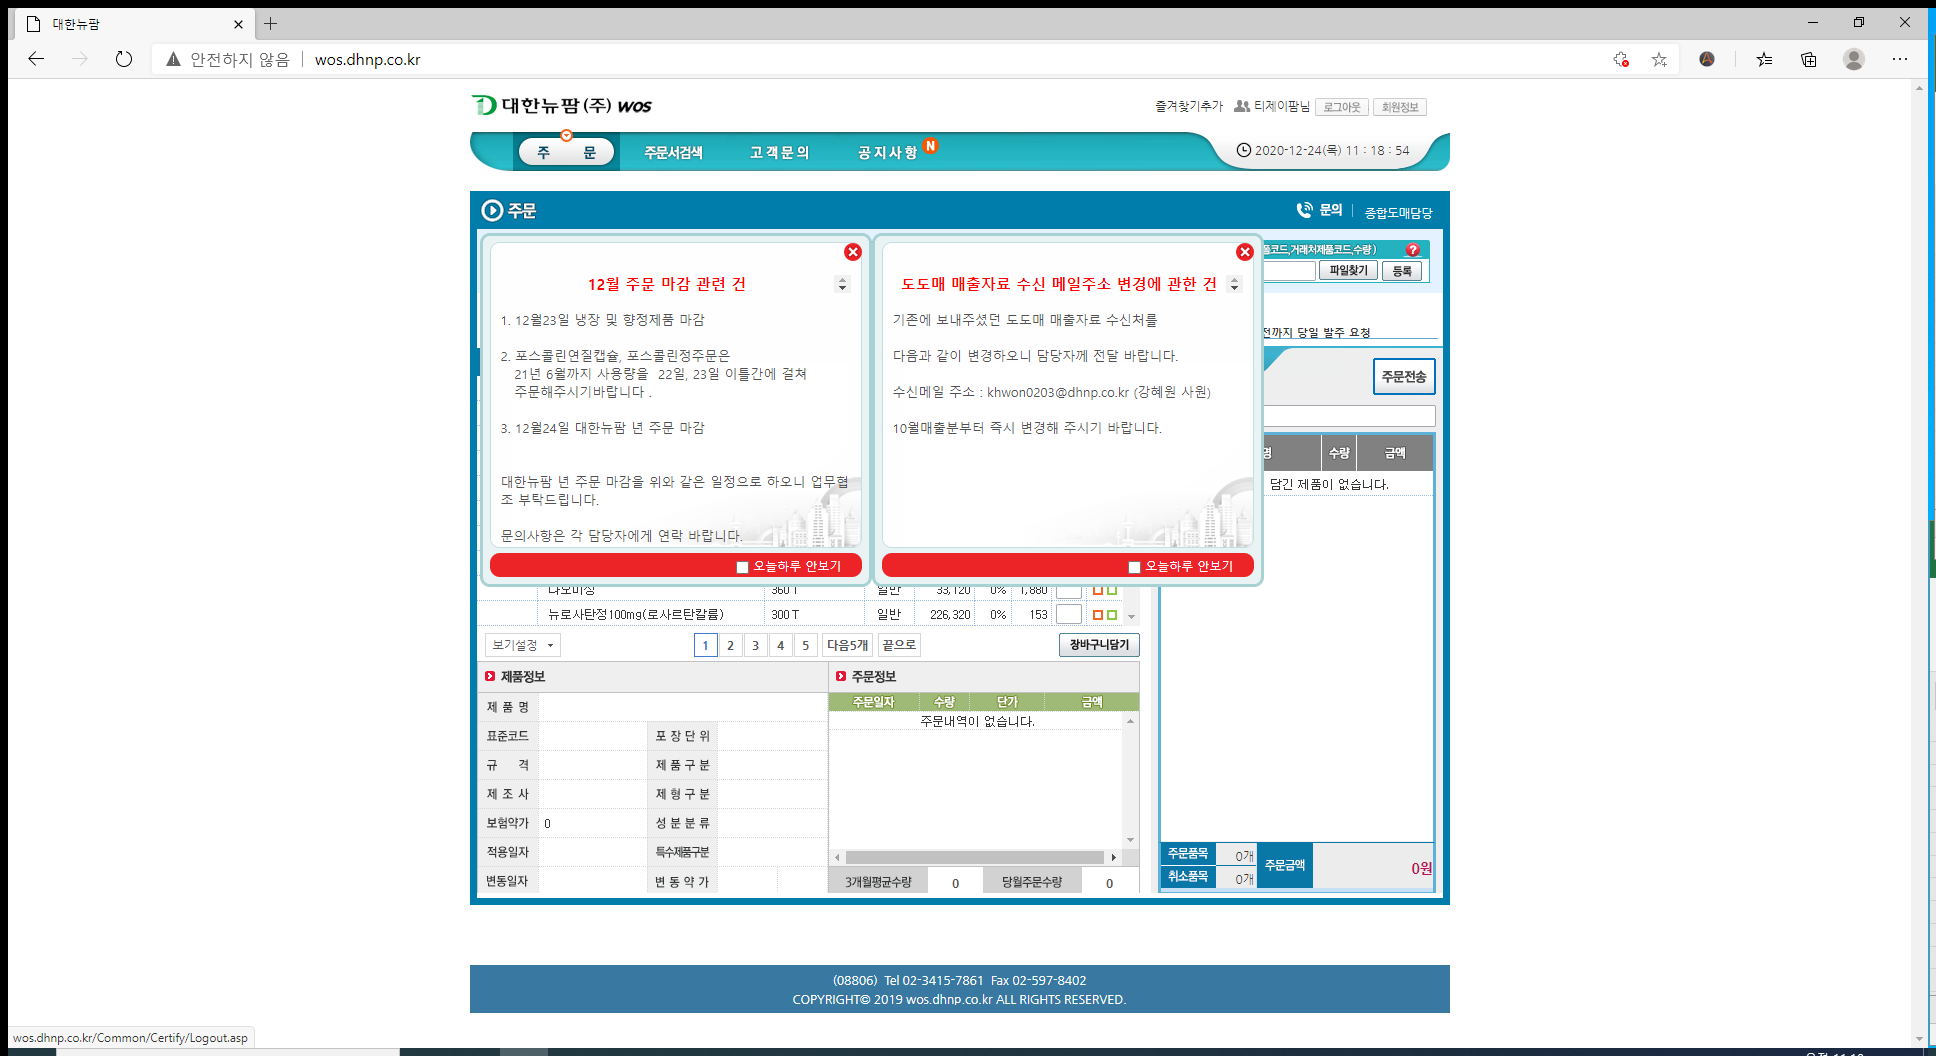 대한뉴팜
안전하지 않음
wos.dhnp.co.kr
대한뉴팜(주) wos
즐겨찾기추가 티제이팜님 로그아웃 회원정보
주 문 주문서검색 고객문의 공지사항 N
2020-12-24(목) 11 : 18 : 54
주문
문의 종합도매담당
품코드,거래처제품코드,수량)
파일찾기 등록
전까지 당일 발주 요청
주문전송
12월 주문 마감 관련 건
1. 12월23일 냉장 및 향정제품 마감
2. 포스콜린연질캡슐, 포스콜린정주문은
21년 6월까지 사용량을 22일, 23일 이틀간에 걸쳐
주문해주시기바랍니다 .
3. 12월24일 대한뉴팜 년 주문 마감
대한뉴팜 년 주문 마감을 위와 같은 일정으로 하오니 업무협
조 부탁드립니다.
문의사항은 각 담당자에게 연락 바랍니다.
오늘하루 안보기
도도매 매출자료 수신 메일주소 변경에 관한 건
기존에 보내주셨던 도도매 매출자료 수신처를
다음과 같이 변경하오니 담당자께 전달 바랍니다.
수신메일 주소 : khwon0203@dhnp.co.kr (강혜원 사원)
10월매출분부터 즉시 변경해 주시기 바랍니다.
오늘하루 안보기
명 수량 금액
담긴 제품이 없습니다.
360 T 일반 33,120 0% 1,880
뉴로사탄정100mg(로사르탄칼륨) 300 T 일반 226,320 0% 153
보기설정 1 2 3 4 5 다음5개 끝으로 장바구니담기
제품정보
제 품 명
표준코드 포 장 단 위
규 격 제 품 구 분
제 조 사 제 형 구 분
보험약가 0 성 분 분 류
적용일자 특수제품구분
변동일자 변 동 약 가
주문정보
주문일자 수량 단가 금액
주문내역이 없습니다.
3개월평균수량 0 당월주문수량 0
주문품목 0개
취소품목 0개
주문금액 0원
(08806) Tel 02-3415-7861 Fax 02-597-8402
COPYRIGHT© 2019 wos.dhnp.co.kr ALL RIGHTS RESERVED.
wos.dhnp.co.kr/Common/Certify/Logout.asp